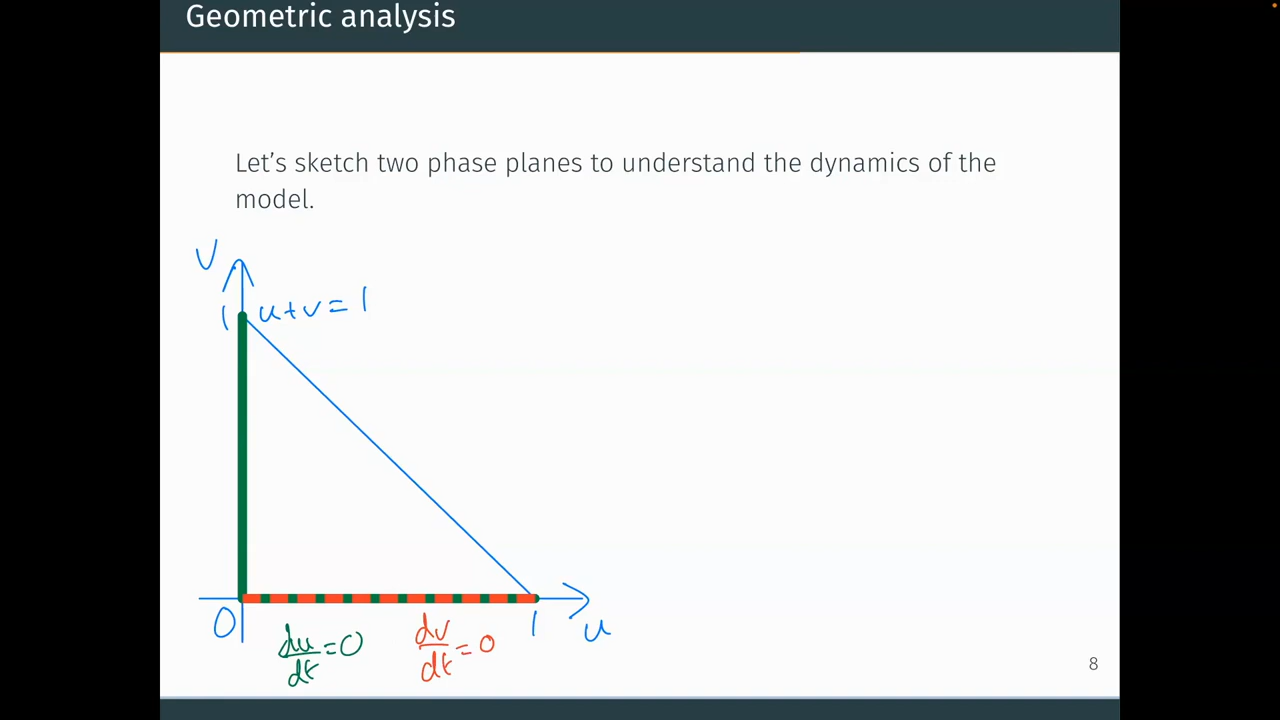 Geometric analysis
Let's sketch two phase planes to understand the dynamics of the
model.
v
1 u+v=1
0 1 u
du/dt=0 dv/dt=0
8